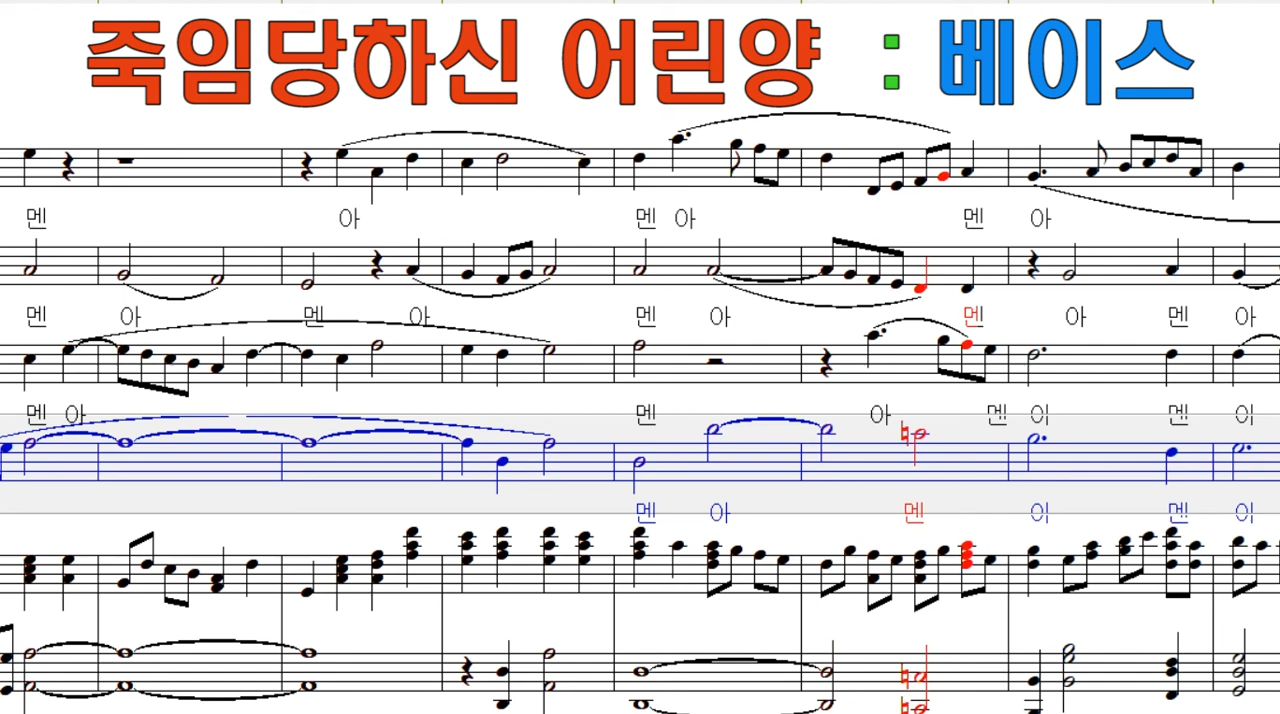 죽임당하신 어린양 : 베이스
멘 아 멘 아 멘 아
멘 아 멘 아 멘 아 멘 아 멘 아
멘 아 멘 아 멘 이 멘 이
멘 아 멘 이 멘 이